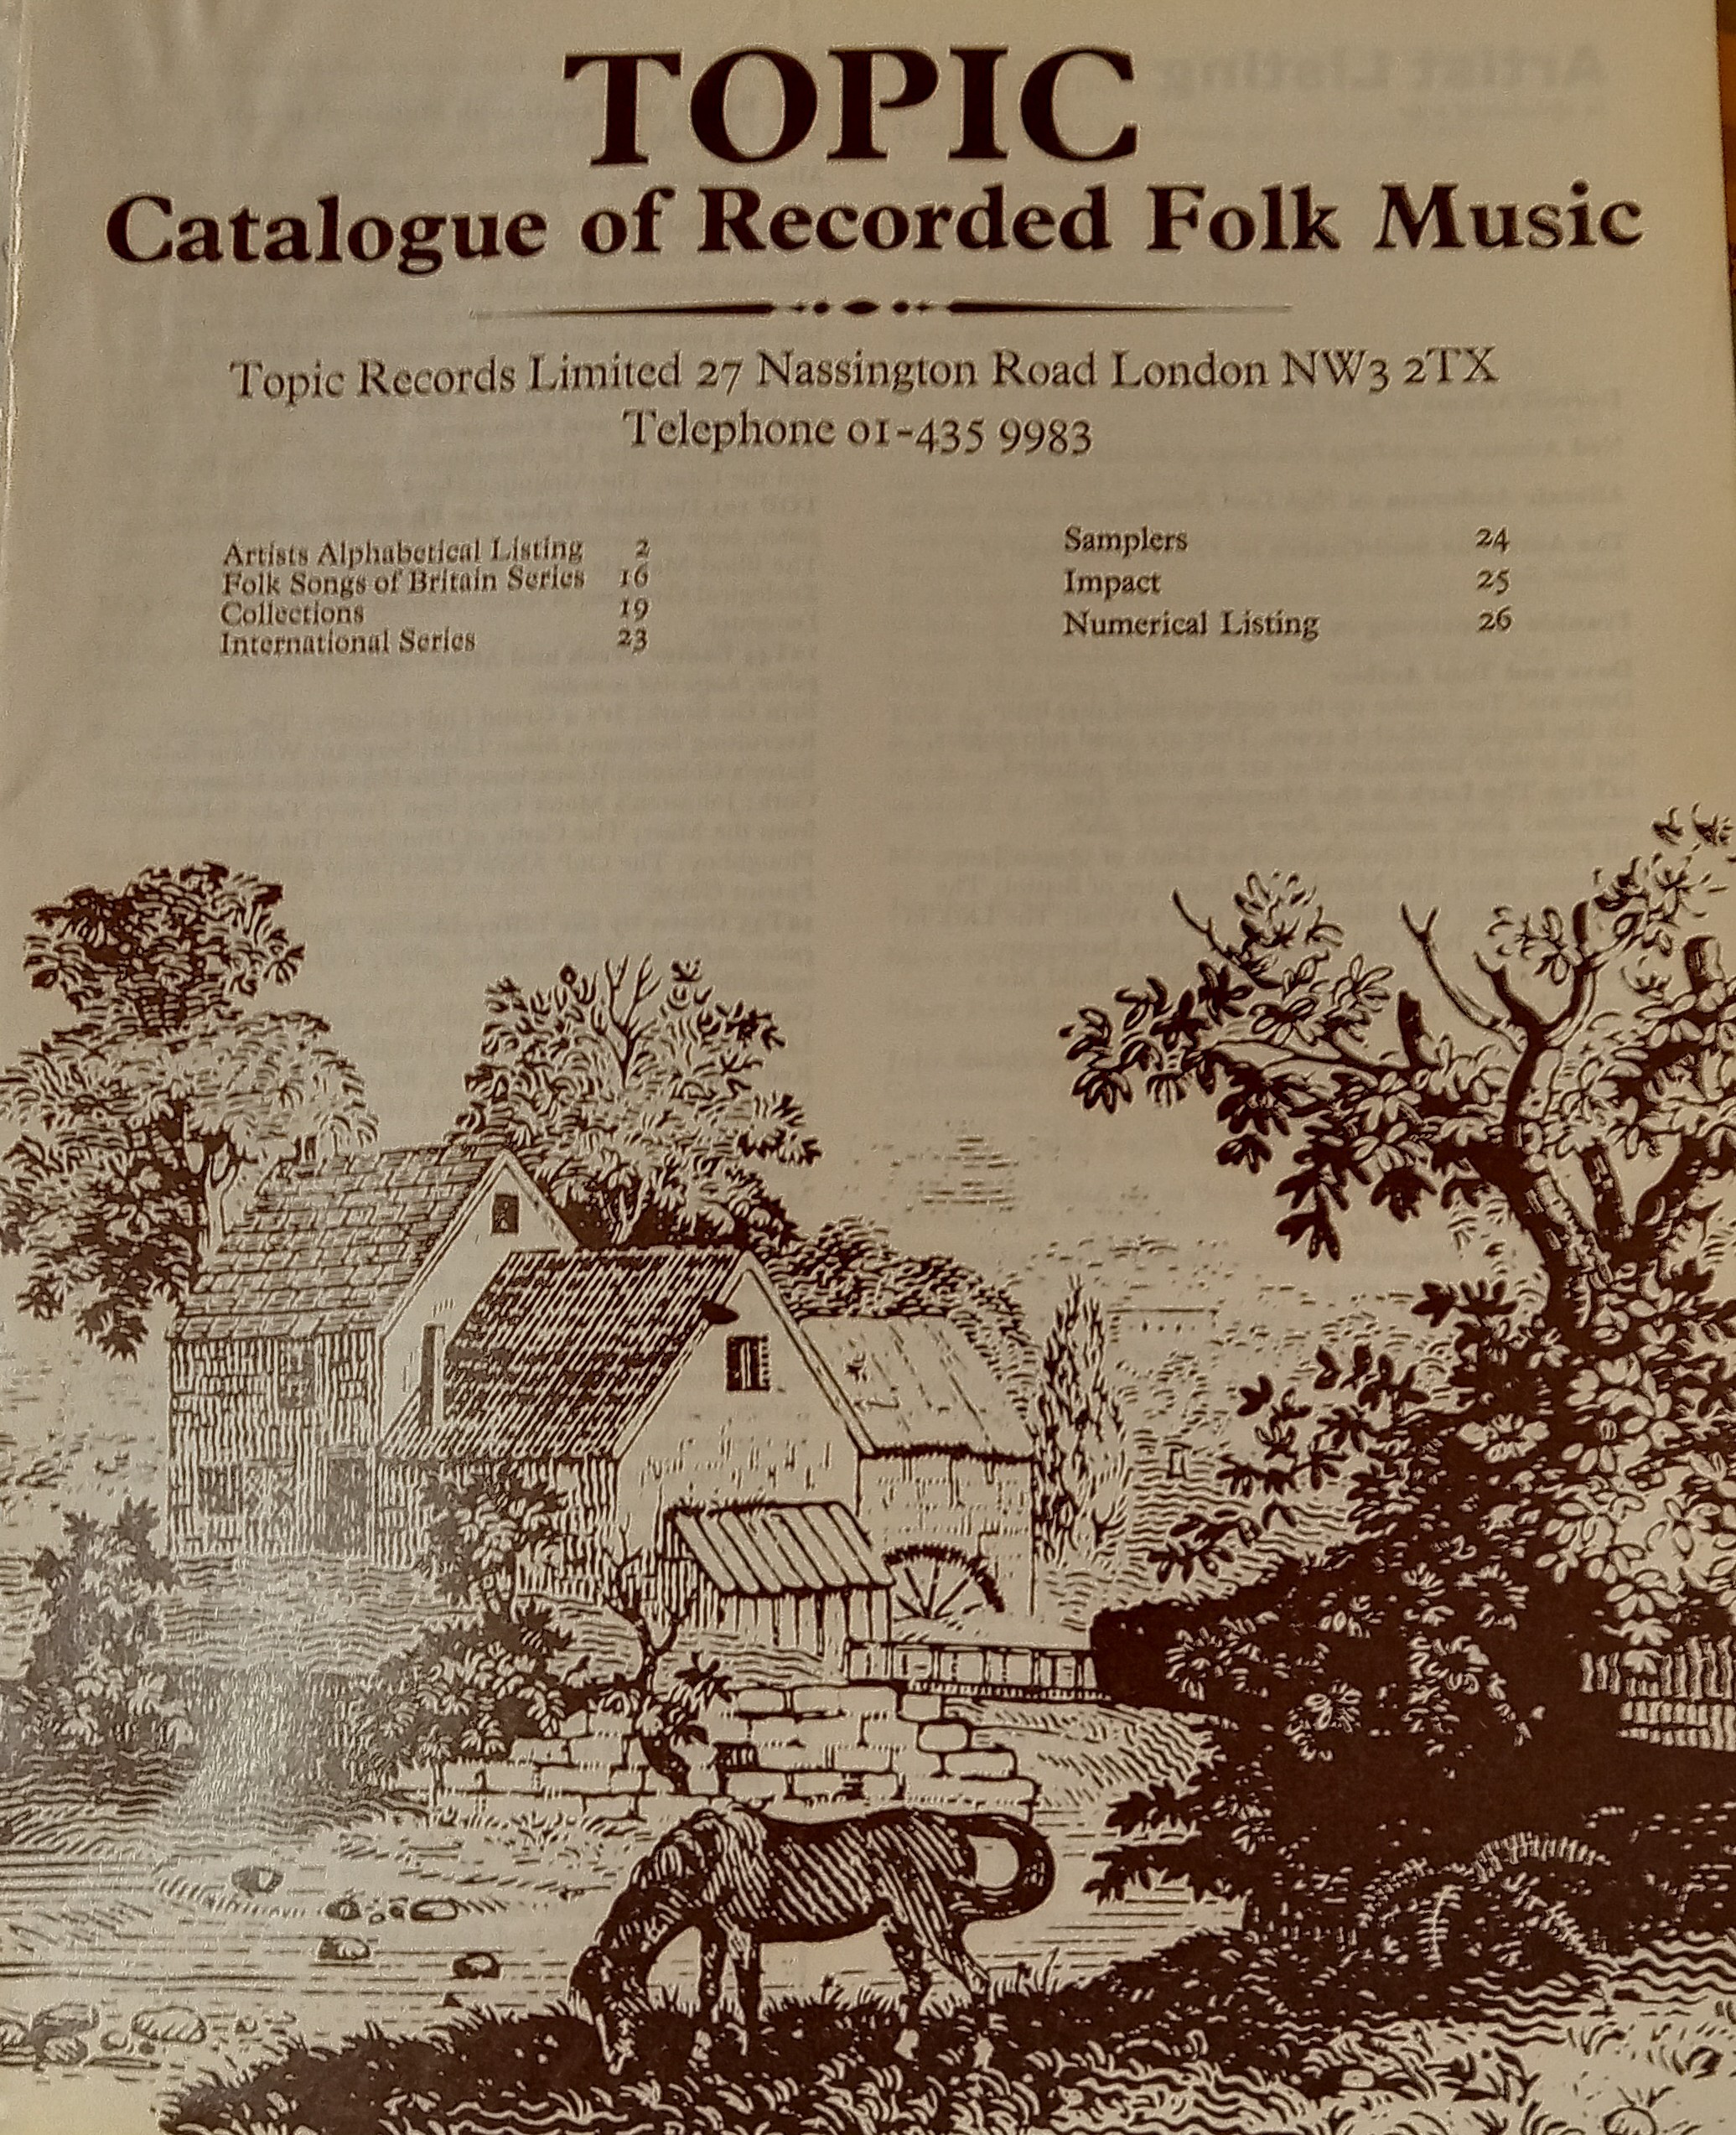 TOPIC
Catalogue of Recorded Folk Music
Topic Records Limited 27 Nassington Road London NW3 2TX
Telephone 01-435 9983
Artists Alphabetical Listing 2
Folk Songs of Britain Series 16
Collections 19
International Series 23
Samplers 24
Impact 25
Numerical Listing 26